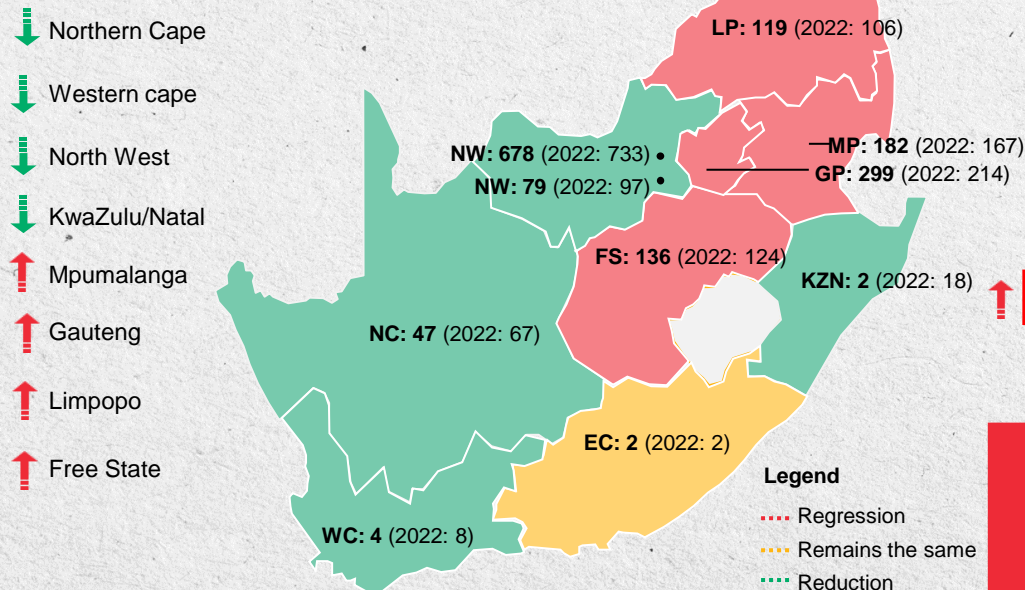 Northern Cape
Western cape
North West
KwaZulu/Natal
Mpumalanga
Gauteng
Limpopo
Free State
LP: 119 (2022: 106)
MP: 182 (2022: 167)
GP: 299 (2022: 214)
NW: 678 (2022: 733)
NW: 79 (2022: 97)
FS: 136 (2022: 124)
KZN: 2 (2022: 18)
NC: 47 (2022: 67)
EC: 2 (2022: 2)
WC: 4 (2022: 8)
Legend
Regression
Remains the same
Reduction